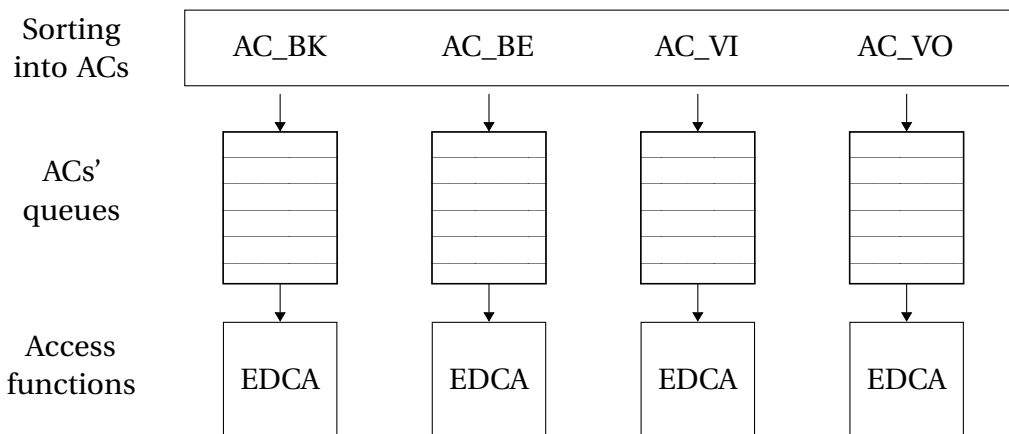 Sorting
into ACs
AC_BK AC_BE AC_VI AC_VO
ACs’
queues
Access
functions
EDCA EDCA EDCA EDCA